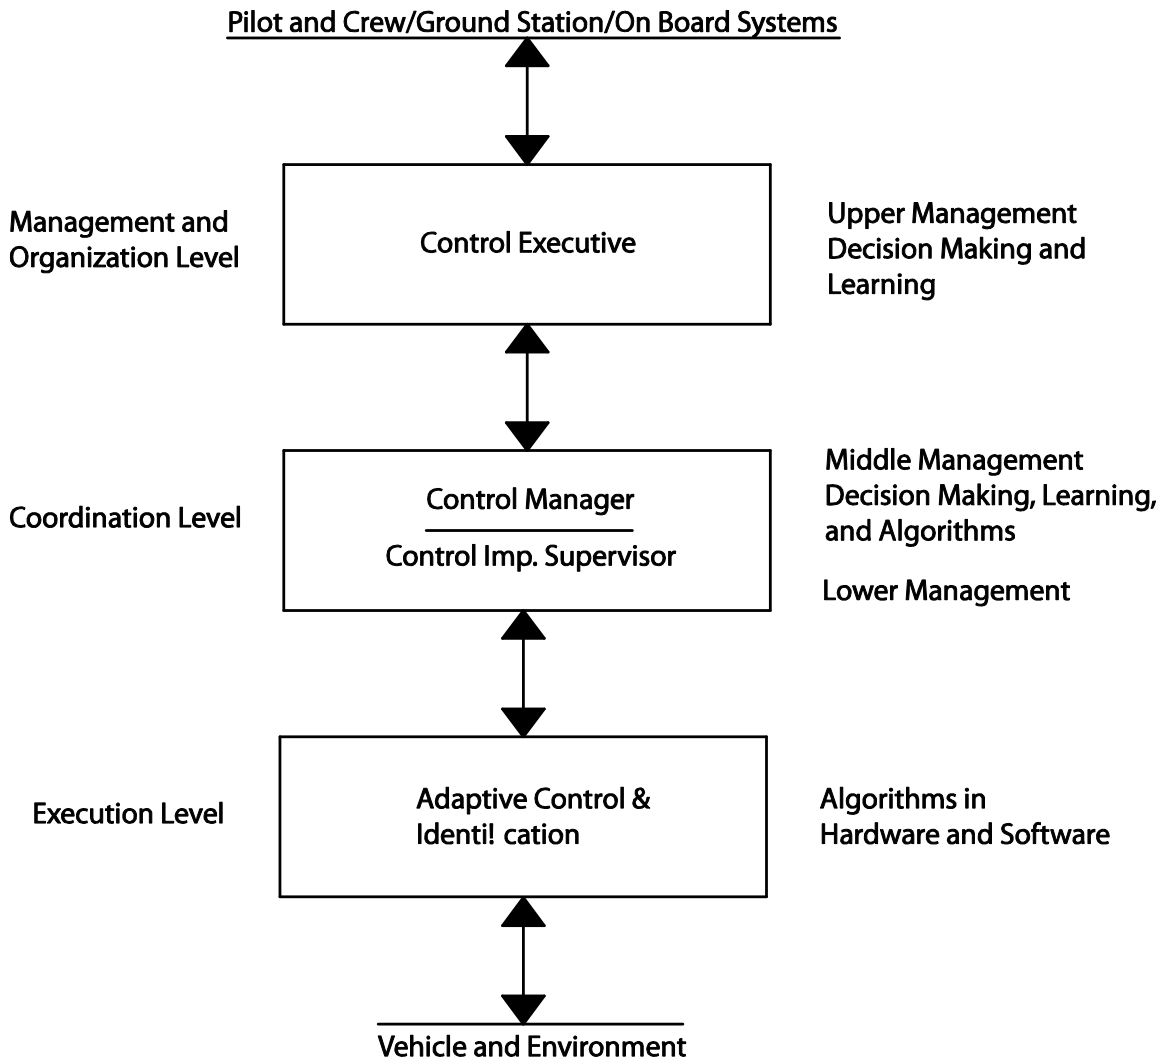 Pilot and Crew/Ground Station/On Board Systems
Management and
Organization Level
Control Executive
Upper Management
Decision Making and
Learning
Coordination Level
Control Manager
Control Imp. Supervisor
Middle Management
Decision Making, Learning,
and Algorithms
Lower Management
Execution Level
Adaptive Control &
Identi! cation
Algorithms in
Hardware and Software
Vehicle and Environment